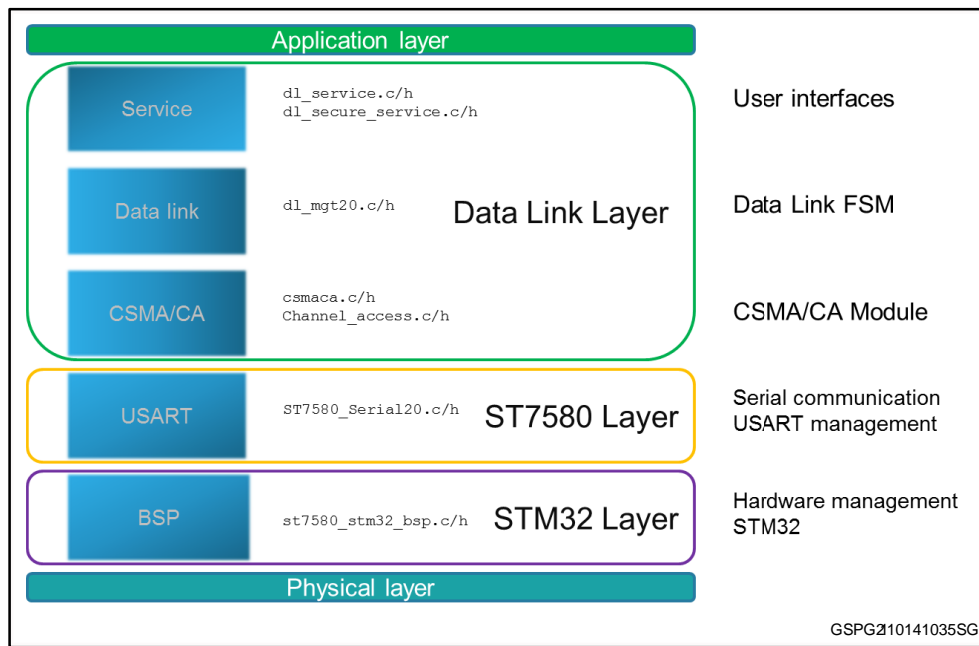 Application layer
Service
dl_service.c/h
dl_secure_service.c/h
User interfaces
Data link
dl_mgt20.c/h
Data Link Layer
Data Link FSM
CSMA/CA
csmaca.c/h
Channel_access.c/h
CSMA/CA Module
USART
ST7580_Serial20.c/h
ST7580 Layer
Serial communication
USART management
BSP
st7580_stm32_bsp.c/h
STM32 Layer
Hardware management
STM32
Physical layer
GSPG2110141035SG